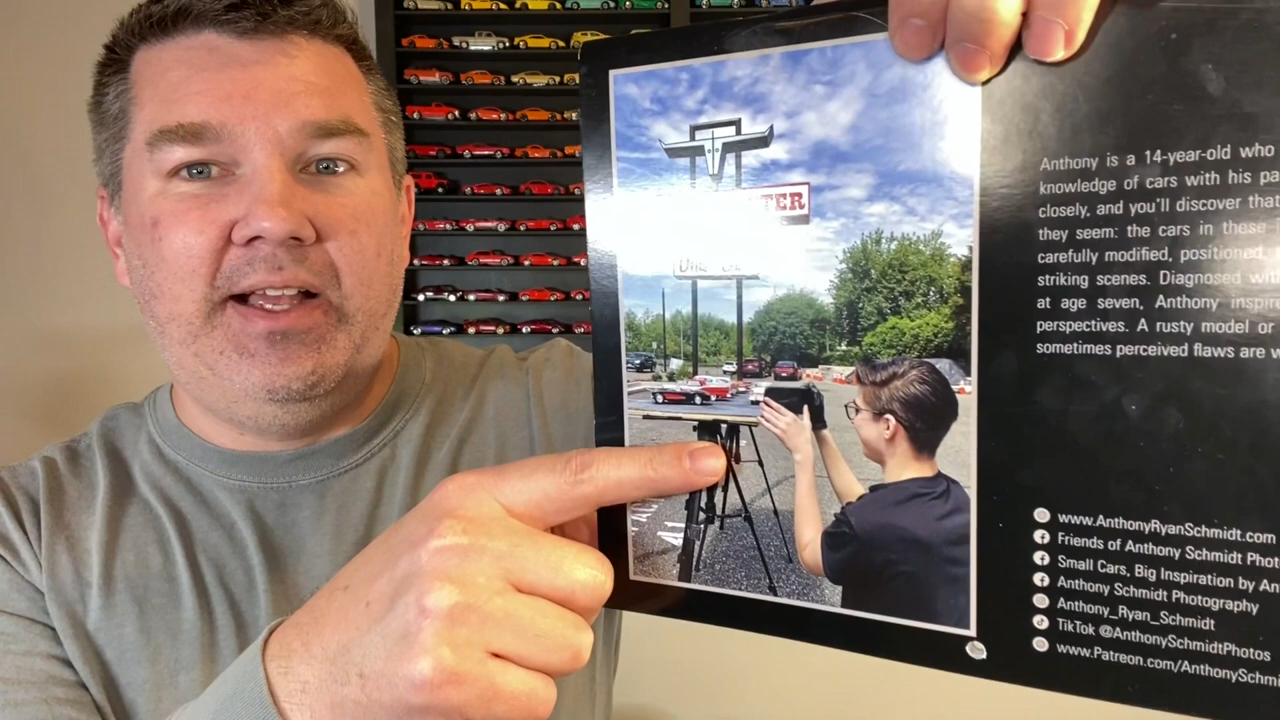 TER
Anthony is a 14-year-old who
knowledge of cars with his pa
closely, and you'll discover that
they seem: the cars in these
carefully modified, positioned,
striking scenes. Diagnosed wit
at age seven, Anthony inspir
perspectives. A rusty model or
sometimes perceived flaws are w
www.AnthonyRyanSchmidt.com
Friends of Anthony Schmidt Phot
Small Cars, Big Inspiration by An
Anthony Schmidt Photography
Anthony_Ryan_Schmidt
TikTok @AnthonySchmidtPhotos
www.Patreon.com/AnthonySchmi